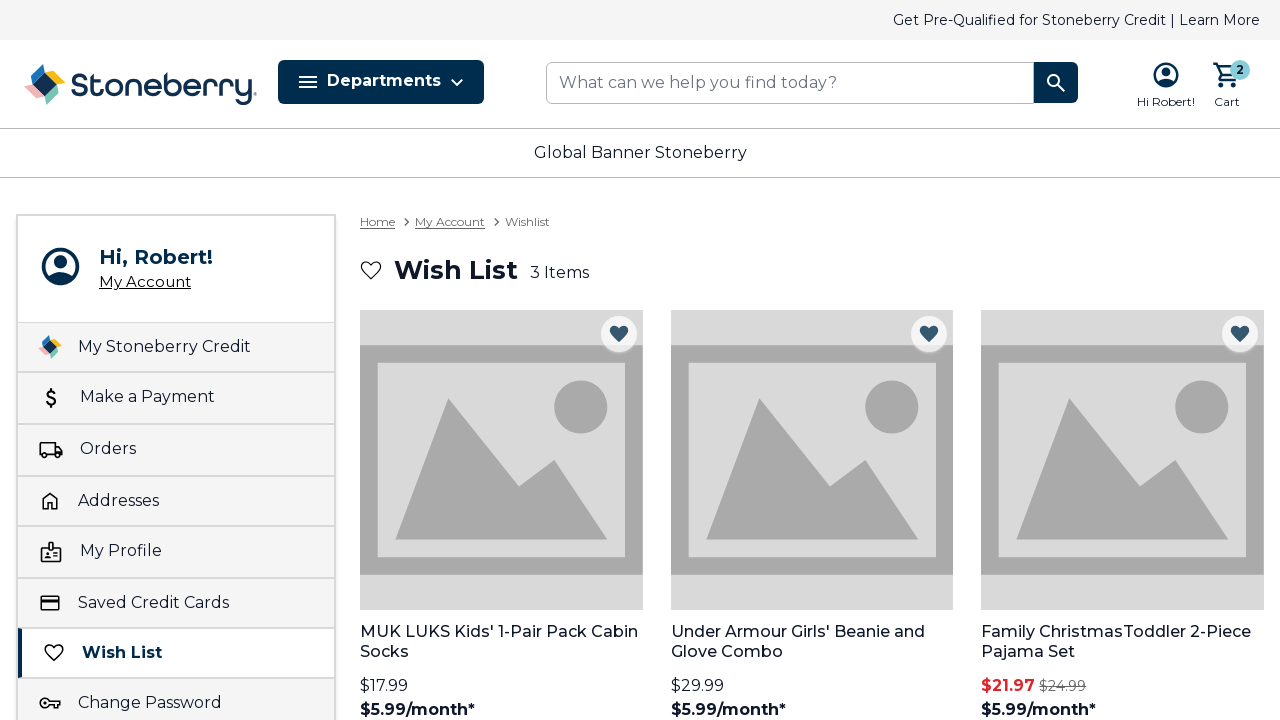 Get Pre-Qualified for Stoneberry Credit | Learn More
Stoneberry
Departments
What can we help you find today?
Hi Robert!
2
Cart
Global Banner Stoneberry
Hi, Robert!
My Account
My Stoneberry Credit
Make a Payment
Orders
Addresses
My Profile
Saved Credit Cards
Wish List
Change Password
Home > My Account > Wishlist
Wish List 3 Items
MUK LUKS Kids' 1-Pair Pack Cabin
Socks
$17.99
$5.99/month*
Under Armour Girls' Beanie and
Glove Combo
$29.99
$5.99/month*
Family ChristmasToddler 2-Piece
Pajama Set
$21.97 $24.99
$5.99/month*